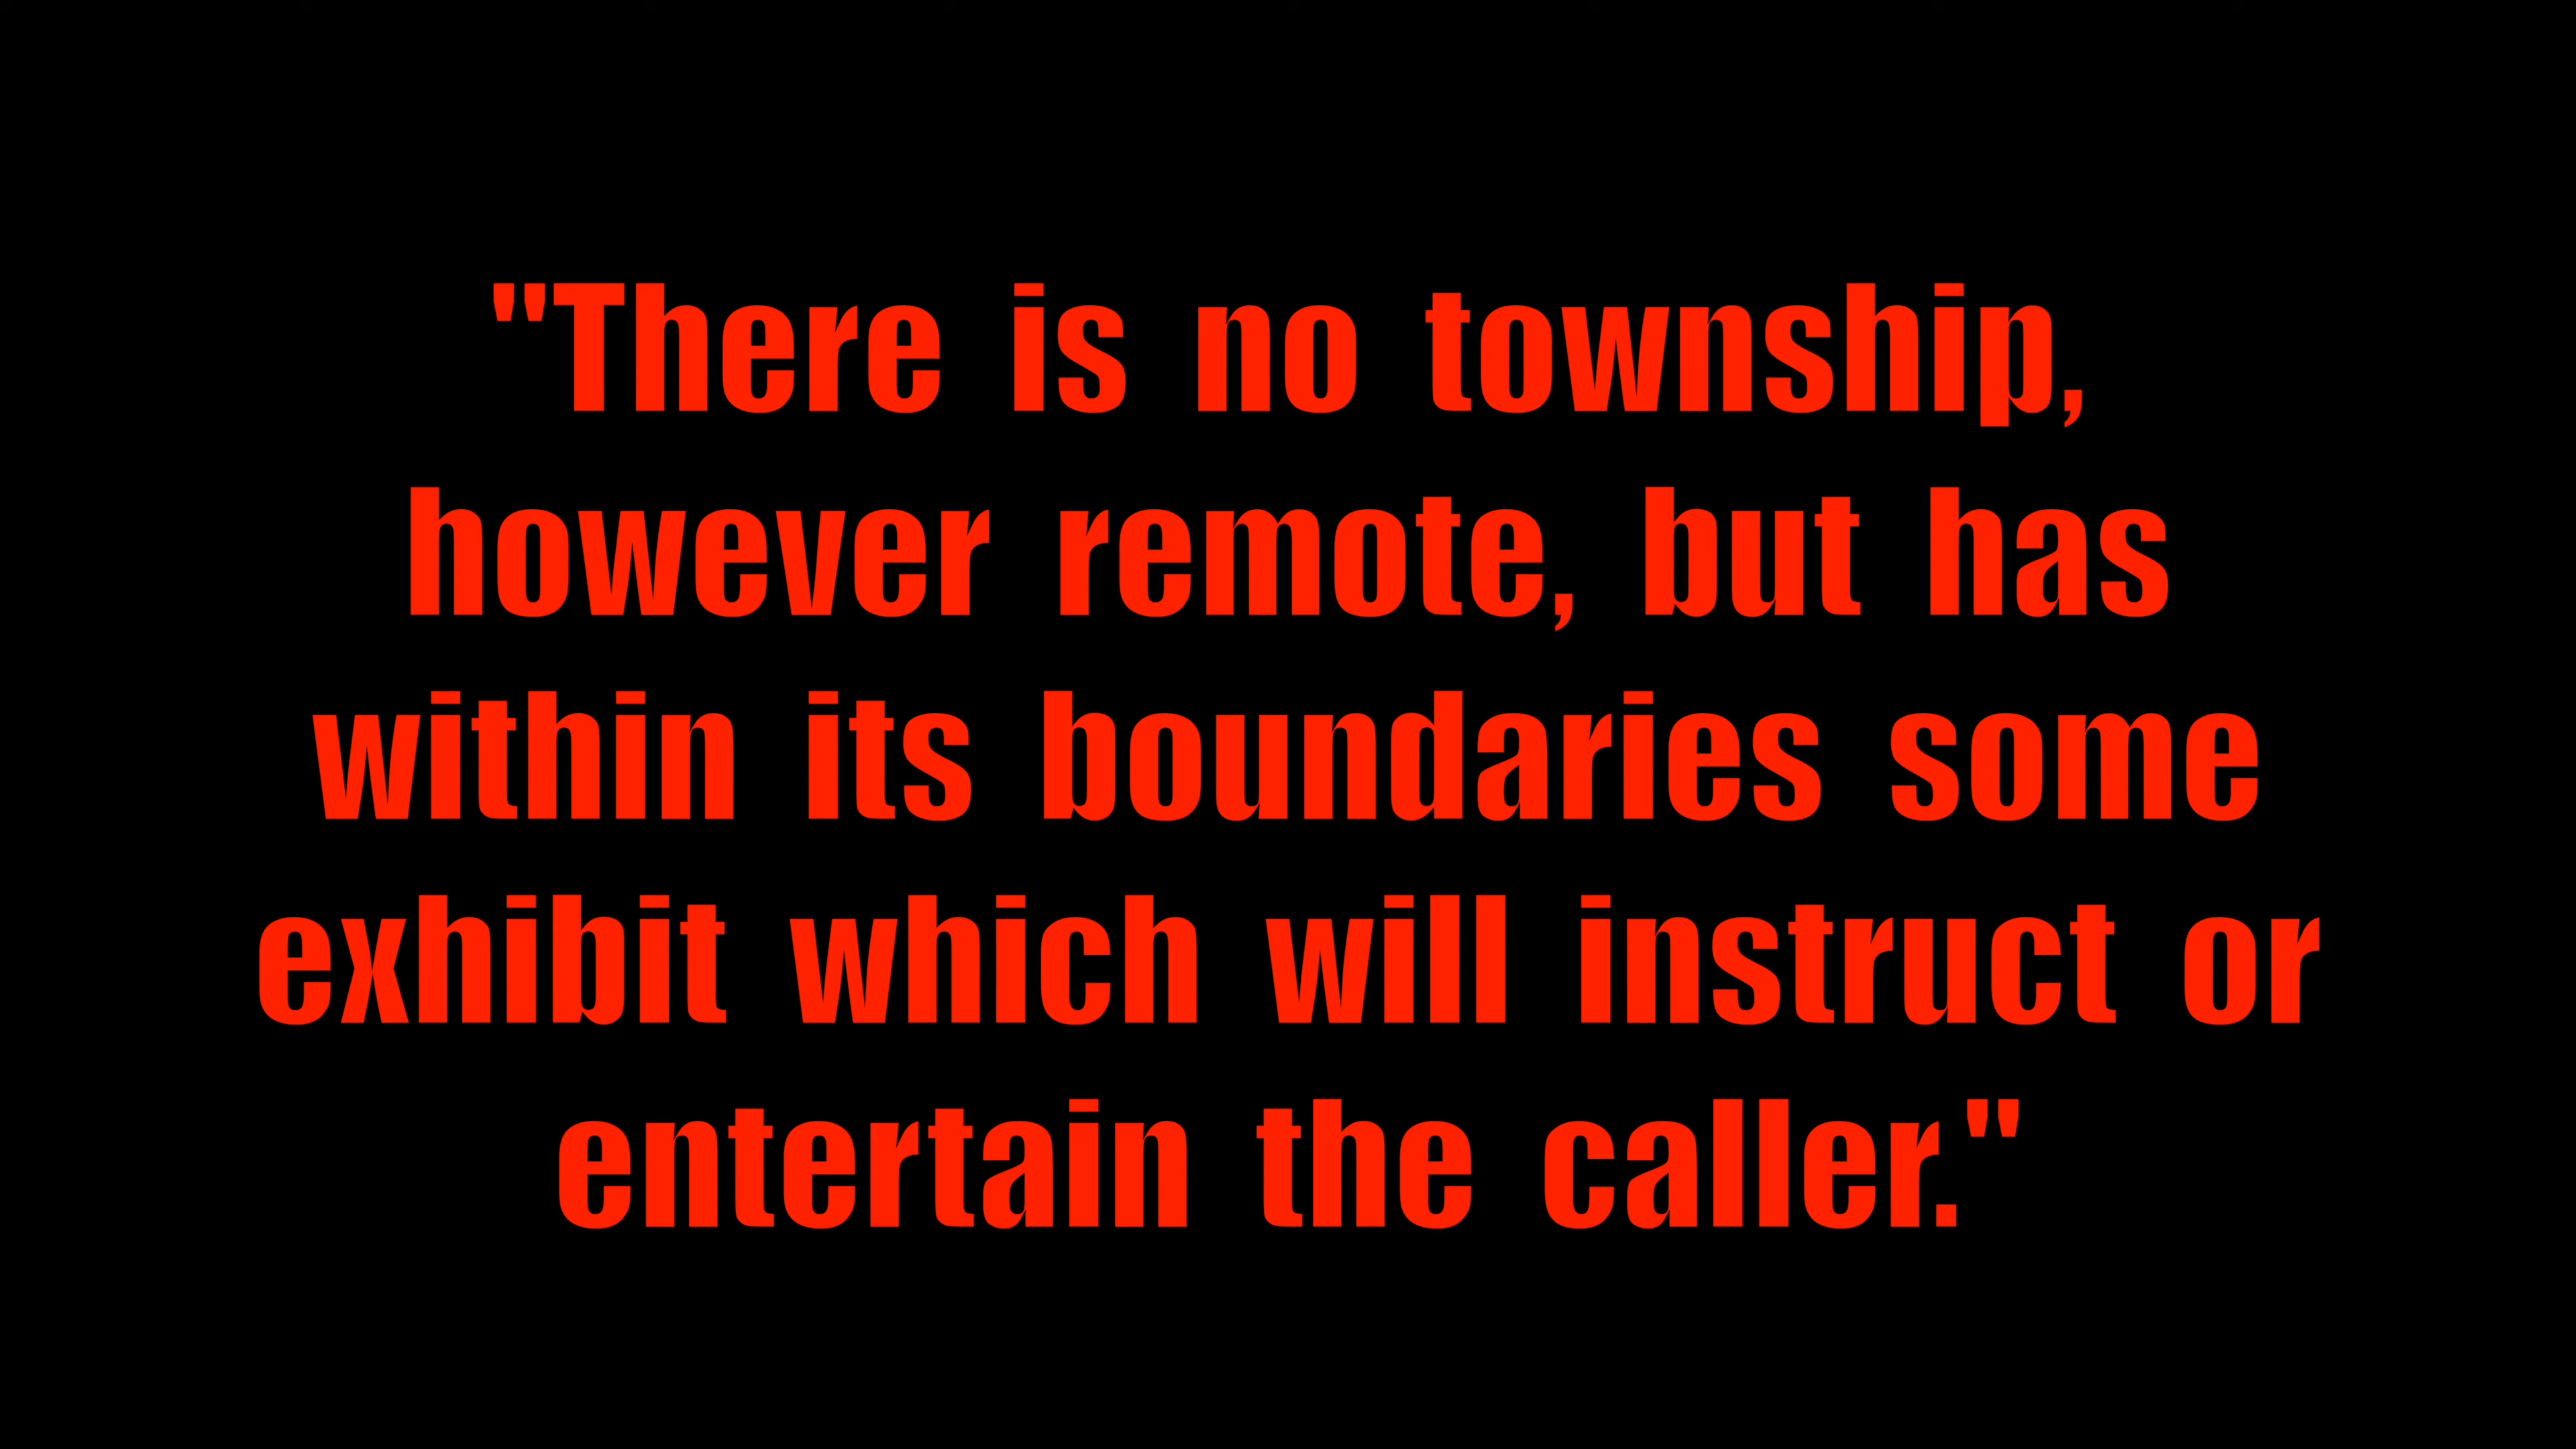 "There is no township,
however remote, but has
within its boundaries some
exhibit which will instruct or
entertain the caller."